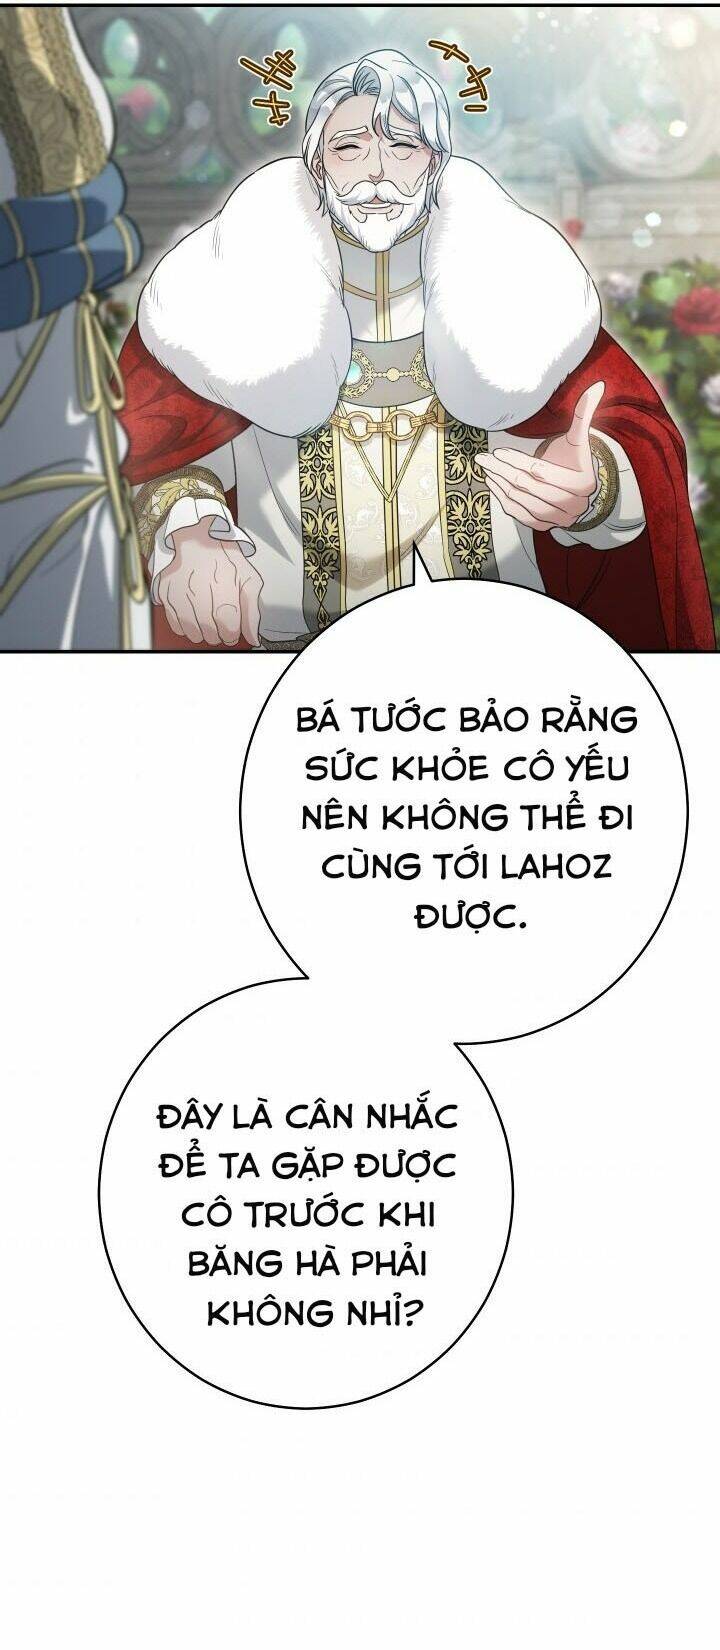 BÁ TƯỚC BẢO RẰNG
SỨC KHỎE CÔ YẾU
NÊN KHÔNG THỂ ĐI
CÙNG TỚI LAHOZ
ĐƯỢC.
ĐÂY LÀ CÂN NHẮC
ĐỂ TA GẶP ĐƯỢC
CÔ TRƯỚC KHI
BĂNG HÀ PHẢI
KHÔNG NHỈ?